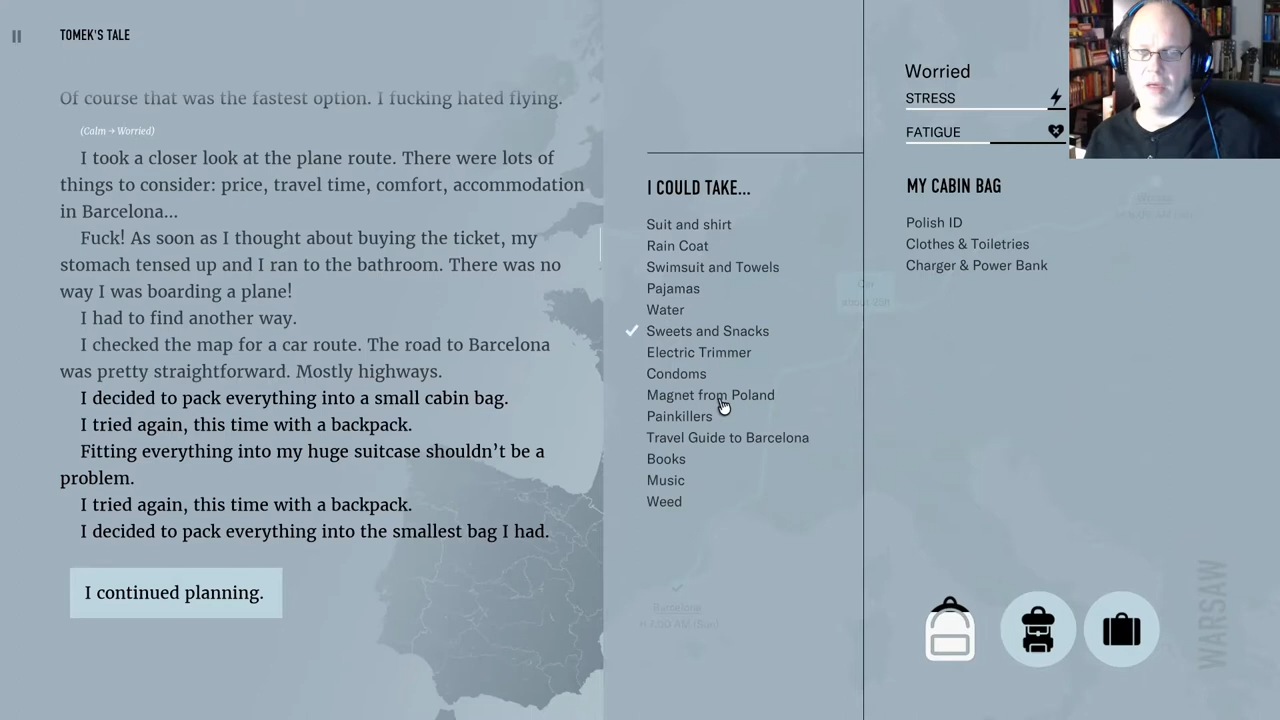 TOMEK'S TALE
Of course that was the fastest option. I fucking hated flying.
(Calm → Worried)
I took a closer look at the plane route. There were lots of
things to consider: price, travel time, comfort, accommodation
in Barcelona...
Fuck! As soon as I thought about buying the ticket, my
stomach tensed up and I ran to the bathroom. There was no
way I was boarding a plane!
I had to find another way.
I checked the map for a car route. The road to Barcelona
was pretty straightforward. Mostly highways.
I decided to pack everything into a small cabin bag.
I tried again, this time with a backpack.
Fitting everything into my huge suitcase shouldn’t be a
problem.
I tried again, this time with a backpack.
I decided to pack everything into the smallest bag I had.
I continued planning.
I COULD TAKE...
Suit and shirt
Rain Coat
Swimsuit and Towels
Pajamas
Water
Sweets and Snacks
Electric Trimmer
Condoms
Magnet from Poland
Painkillers
Travel Guide to Barcelona
Books
Music
Weed
Barcelona
Car
Worried
STRESS
FATIGUE
MY CABIN BAG
Polish ID
Clothes & Toiletries
Charger & Power Bank
WARSAW